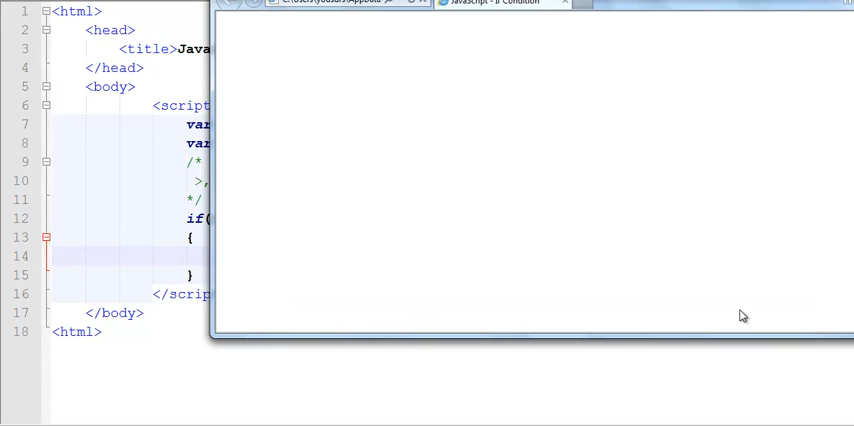 JavaScript - If Condition
1 <html>
2 <head>
3 <title>Java
4 </head>
5 <body>
6 <script
7 var
8 var
9 /*
10 >,
11 */
12 if(
13 {
14
15 }
16 </scrip
17 </body>
18 <html>